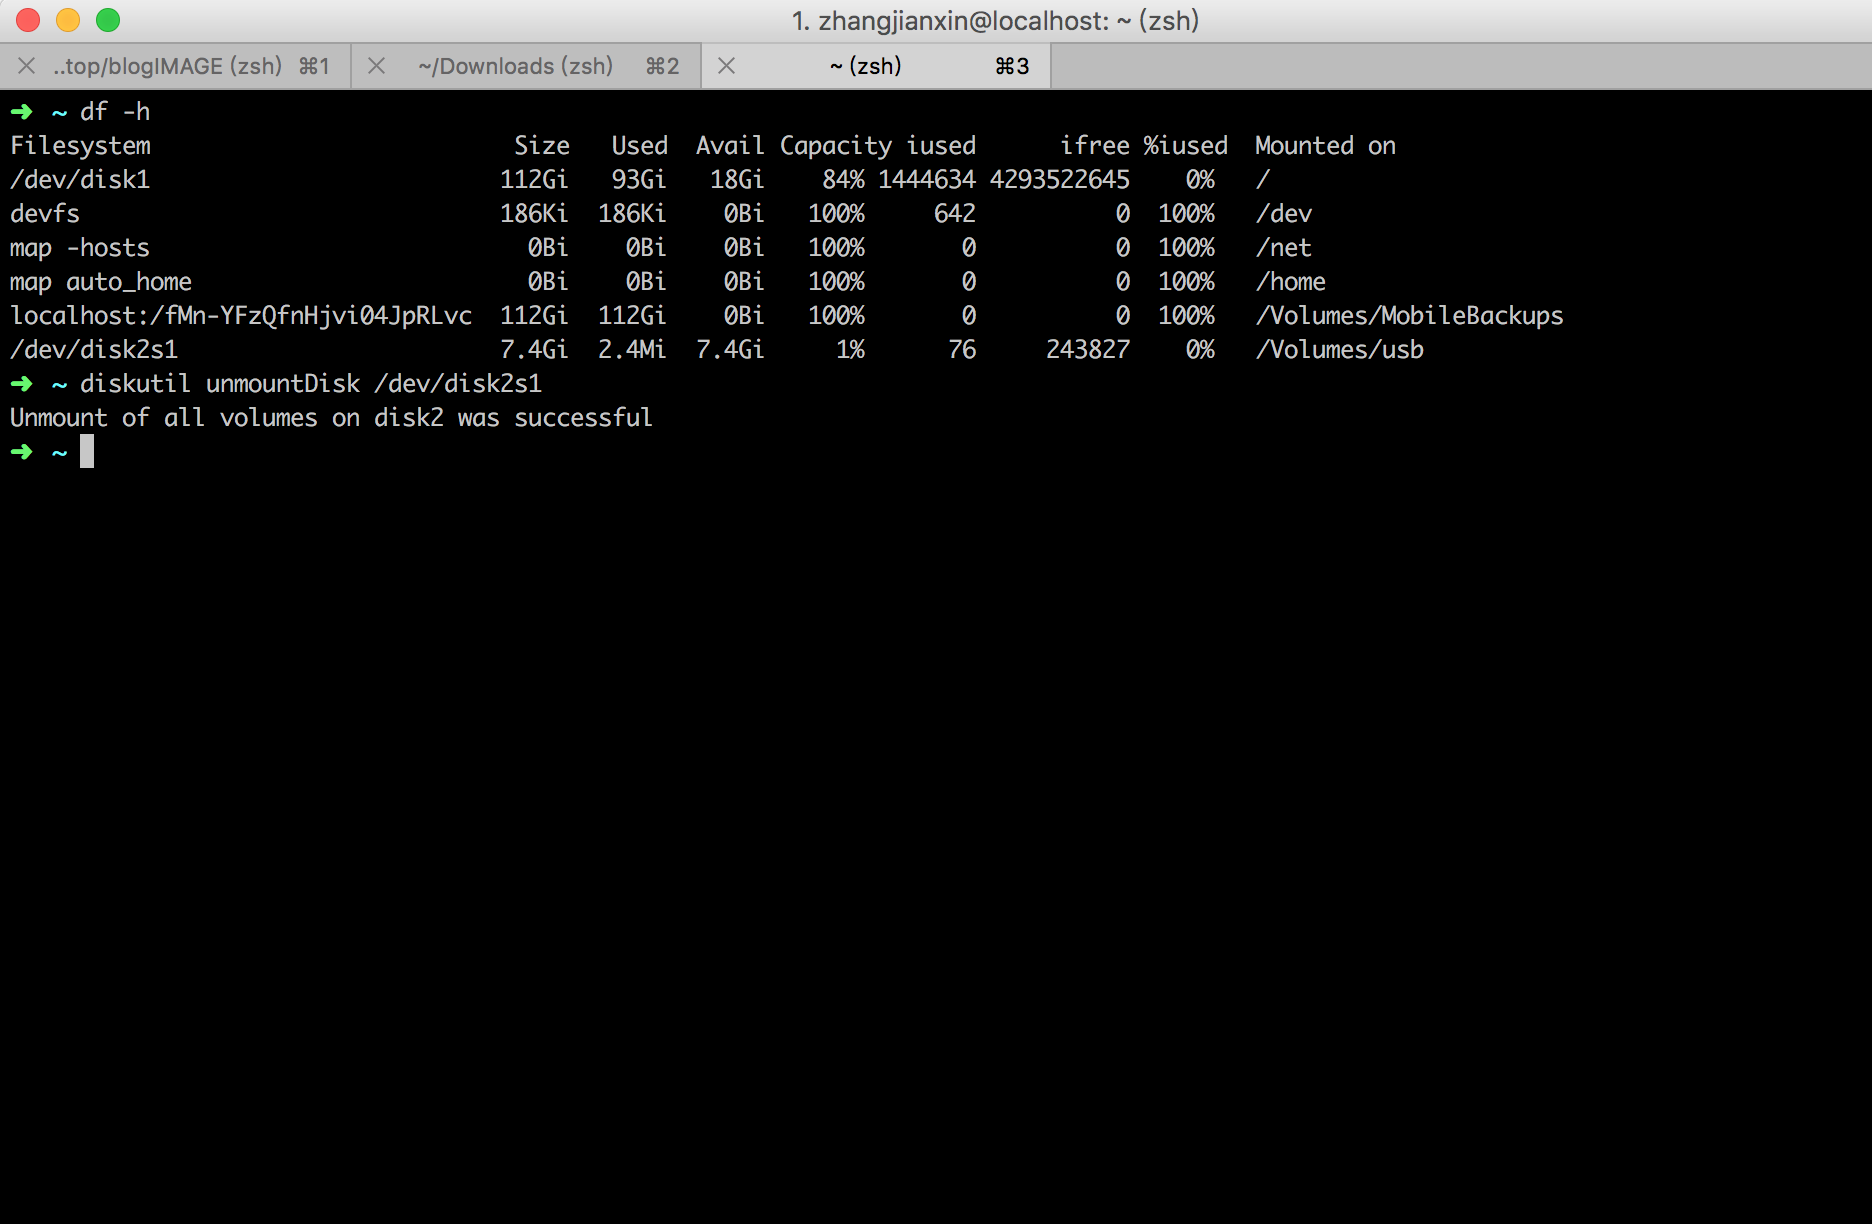 1. zhangjianxin@localhost: ~ (zsh)
..top/blogIMAGE (zsh) ⌘1 ~/Downloads (zsh) ⌘2 ~ (zsh) ⌘3
➜ ~ df -h
Filesystem Size Used Avail Capacity iused ifree %iused Mounted on
/dev/disk1 112Gi 93Gi 18Gi 84% 1444634 4293522645 0% /
devfs 186Ki 186Ki 0Bi 100% 642 0 100% /dev
map -hosts 0Bi 0Bi 0Bi 100% 0 0 100% /net
map auto_home 0Bi 0Bi 0Bi 100% 0 0 100% /home
localhost:/fMn-YFzQfnHjvi04JpRLvc 112Gi 112Gi 0Bi 100% 0 0 100% /Volumes/MobileBackups
/dev/disk2s1 7.4Gi 2.4Mi 7.4Gi 1% 76 243827 0% /Volumes/usb
➜ ~ diskutil unmountDisk /dev/disk2s1
Unmount of all volumes on disk2 was successful
➜ ~